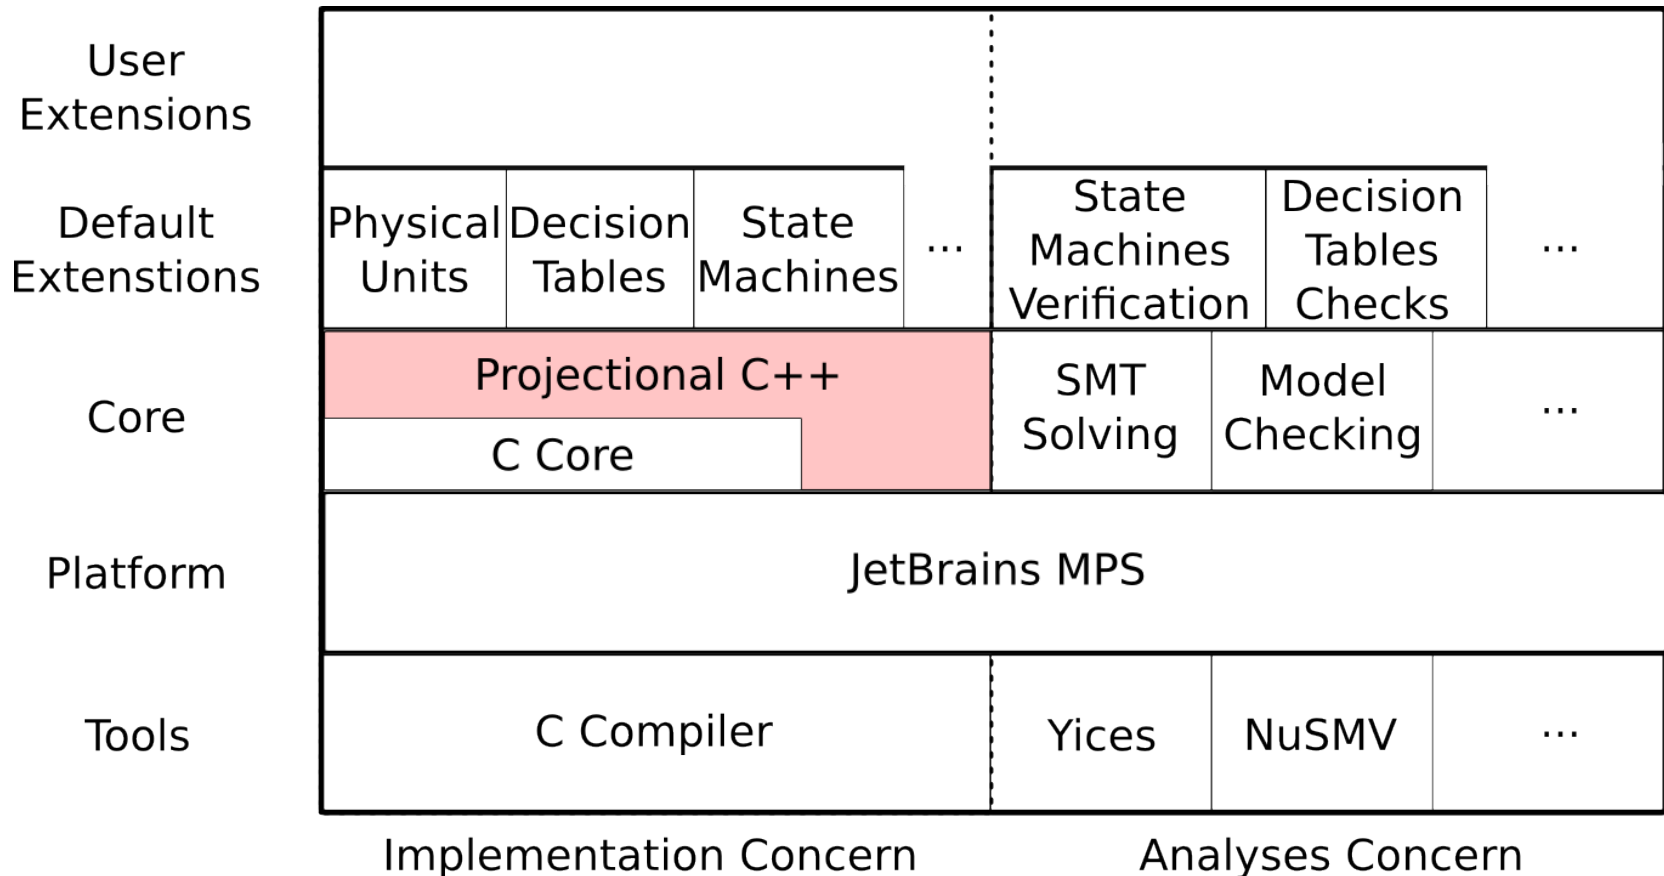 User
Extensions
Default
Extenstions
Physical
Units
Decision
Tables
State
Machines
...
State
Machines
Verification
Decision
Tables
Checks
...
Core
Projectional C++
C Core
SMT
Solving
Model
Checking
...
Platform
JetBrains MPS
Tools
C Compiler
Yices
NuSMV
...
Implementation Concern
Analyses Concern